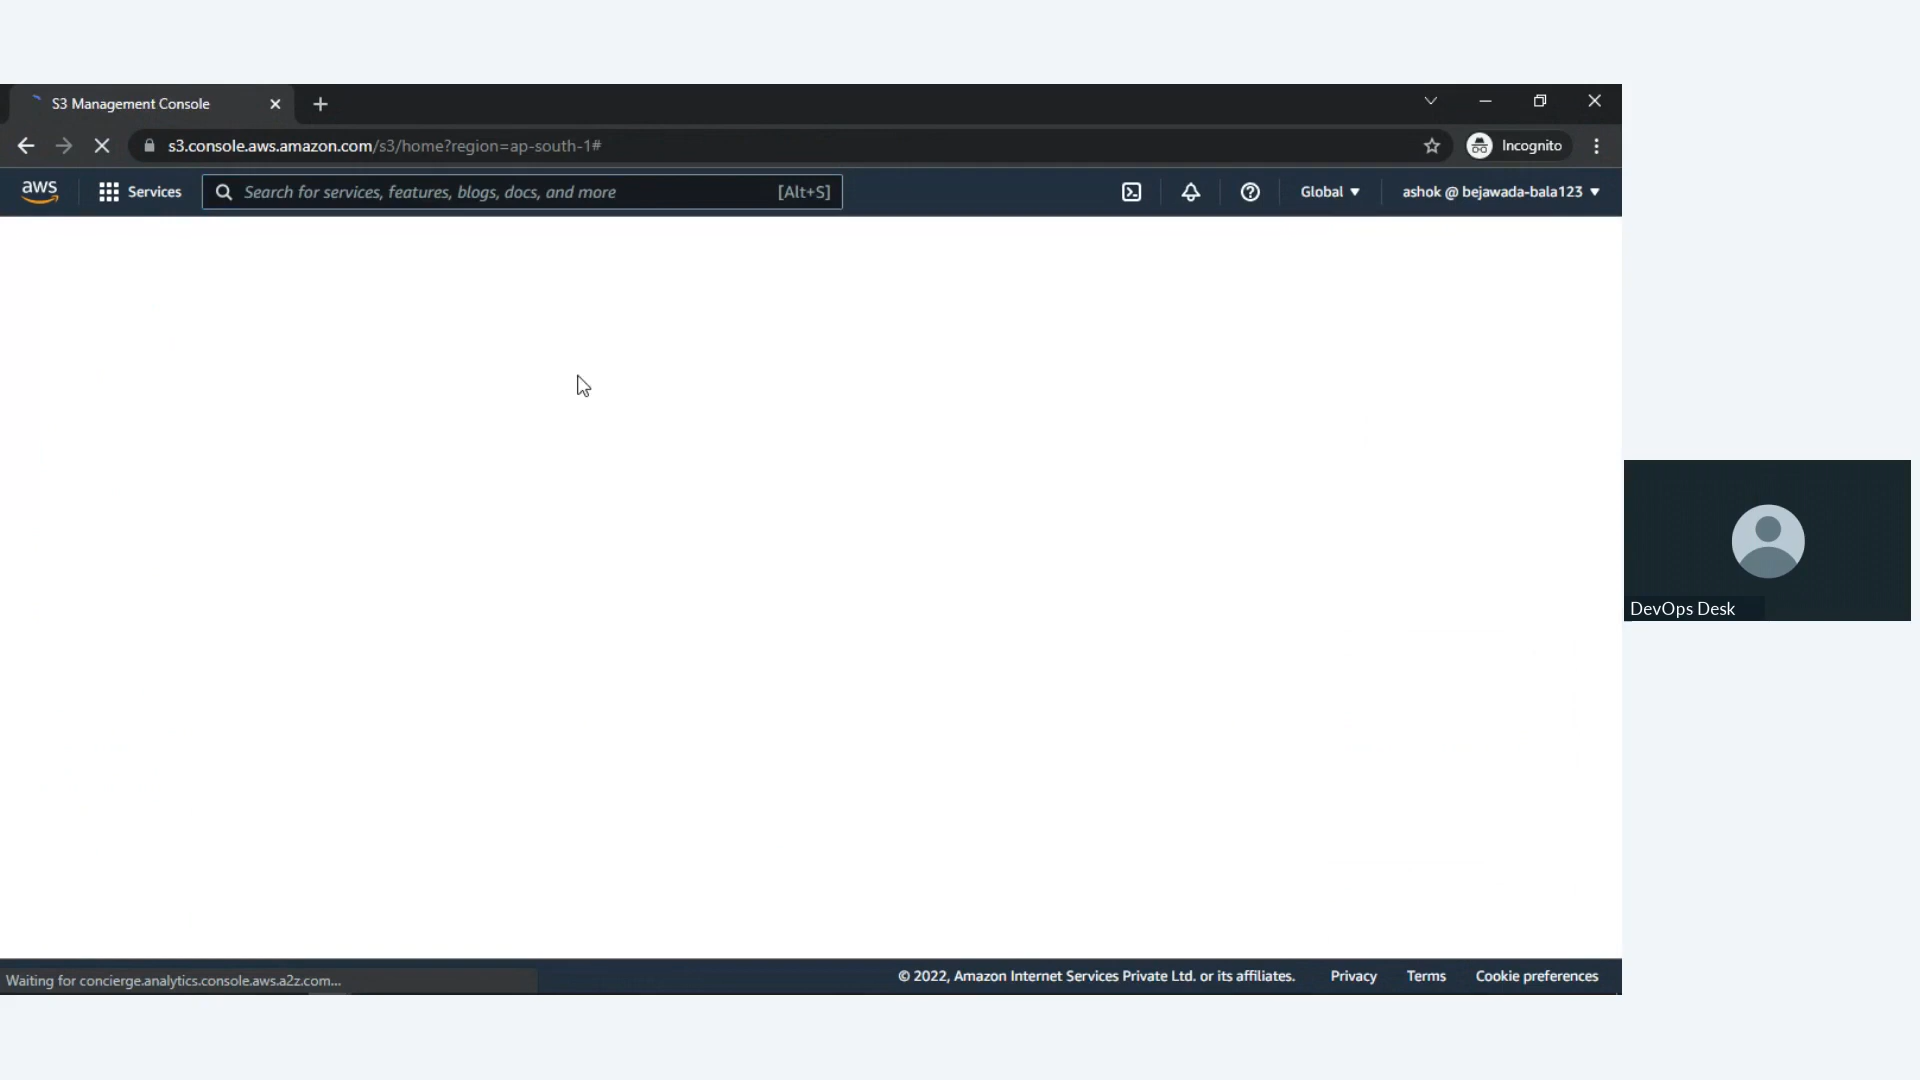 S3 Management Console
s3.console.aws.amazon.com/s3/home?region=ap-south-1#
Incognito
aws
Services
Search for services, features, blogs, docs, and more
[Alt+S]
Global
ashok @ bejawada-bala123
DevOps Desk
Waiting for concierge.analytics.console.aws.a2z.com...
© 2022, Amazon Internet Services Private Ltd. or its affiliates.
Privacy
Terms
Cookie preferences